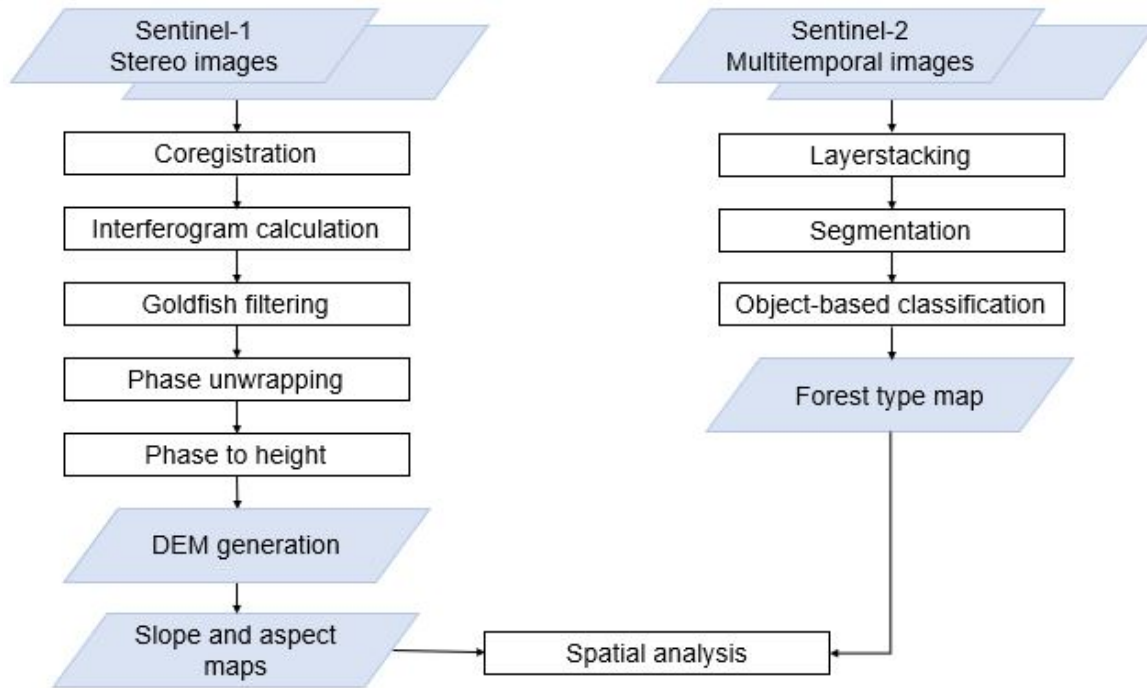 Sentinel-1
Stereo images
Coregistration
Interferogram calculation
Goldfish filtering
Phase unwrapping
Phase to height
DEM generation
Slope and aspect
maps
Sentinel-2
Multitemporal images
Layerstacking
Segmentation
Object-based classification
Forest type map
Spatial analysis